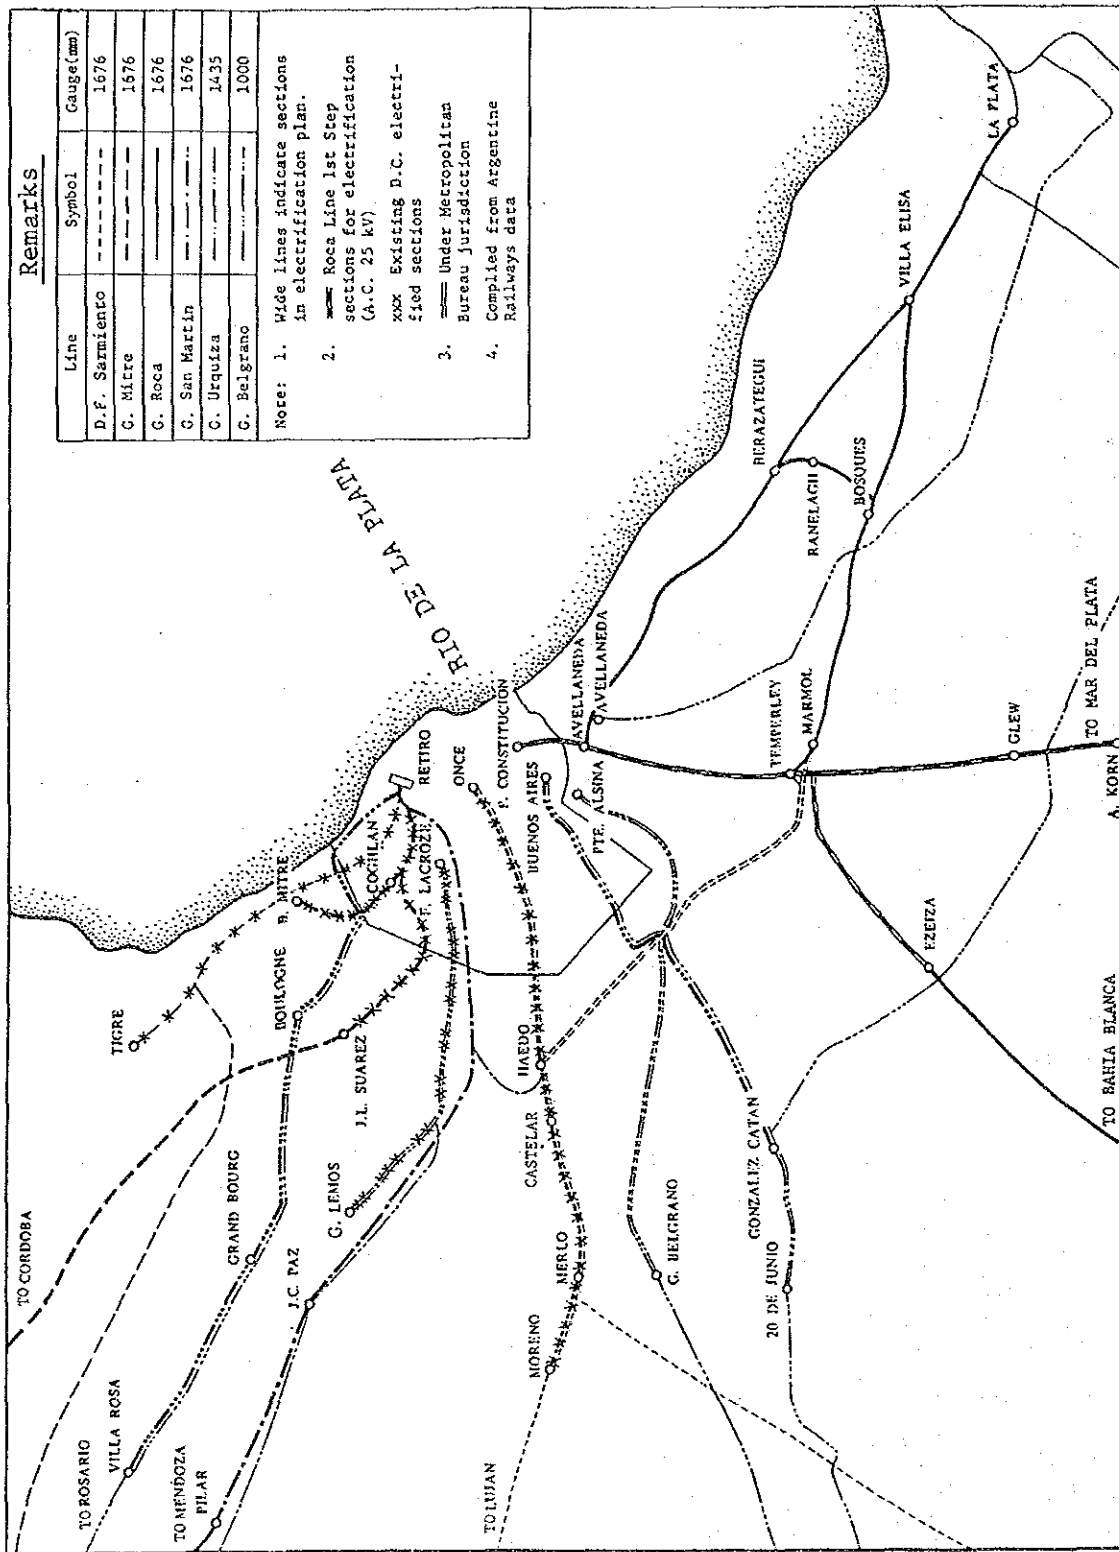 Remarks
Line Symbol Gauge(mm)
D.F. Sarmiento 1676
G. Mitre 1676
G. Roca 1676
G. San Martin 1676
G. Urquiza 1435
G. Belgrano 1000
Note: 1. Wide lines indicate sections
in electrification plan.
2. Roca Line 1st Step
sections for electrification
(A.C. 25 kV)
xxx Existing D.C. electri-
fied sections
3. Under Metropolitan
Bureau jurisdiction
4. Complied from Argentine
Railways data
RIO DE LA PLATA
TO CORDOBA
TO ROSARIO
VILLA ROSA
TO MENDOZA
PILAR
GRAND BOURG
J.C. PAZ
G. LEMOS
J.L. SUAREZ
BOULOGNE
TIGRE
B. MITRE
COGHLAN
F. LACROZE
RETIRO
ONCE
P. CONSTITUCION
BUENOS AIRES
PTE. ALSINA
AVELLANEDA
AVELLANEDA
HAEDO
CASTELAR
MERLO
MORENO
TO LUJAN
G. BELGRANO
GONZALEZ CATAN
20 DE JUNIO
TEMPERLEY
MARMOL
GLEW
A. KORN
TO MAR DEL PLATA
EZEIZA
TO BAHIA BLANCA
BERAZATEGUI
RANELAGH
BOSQUES
VILLA ELISA
LA PLATA